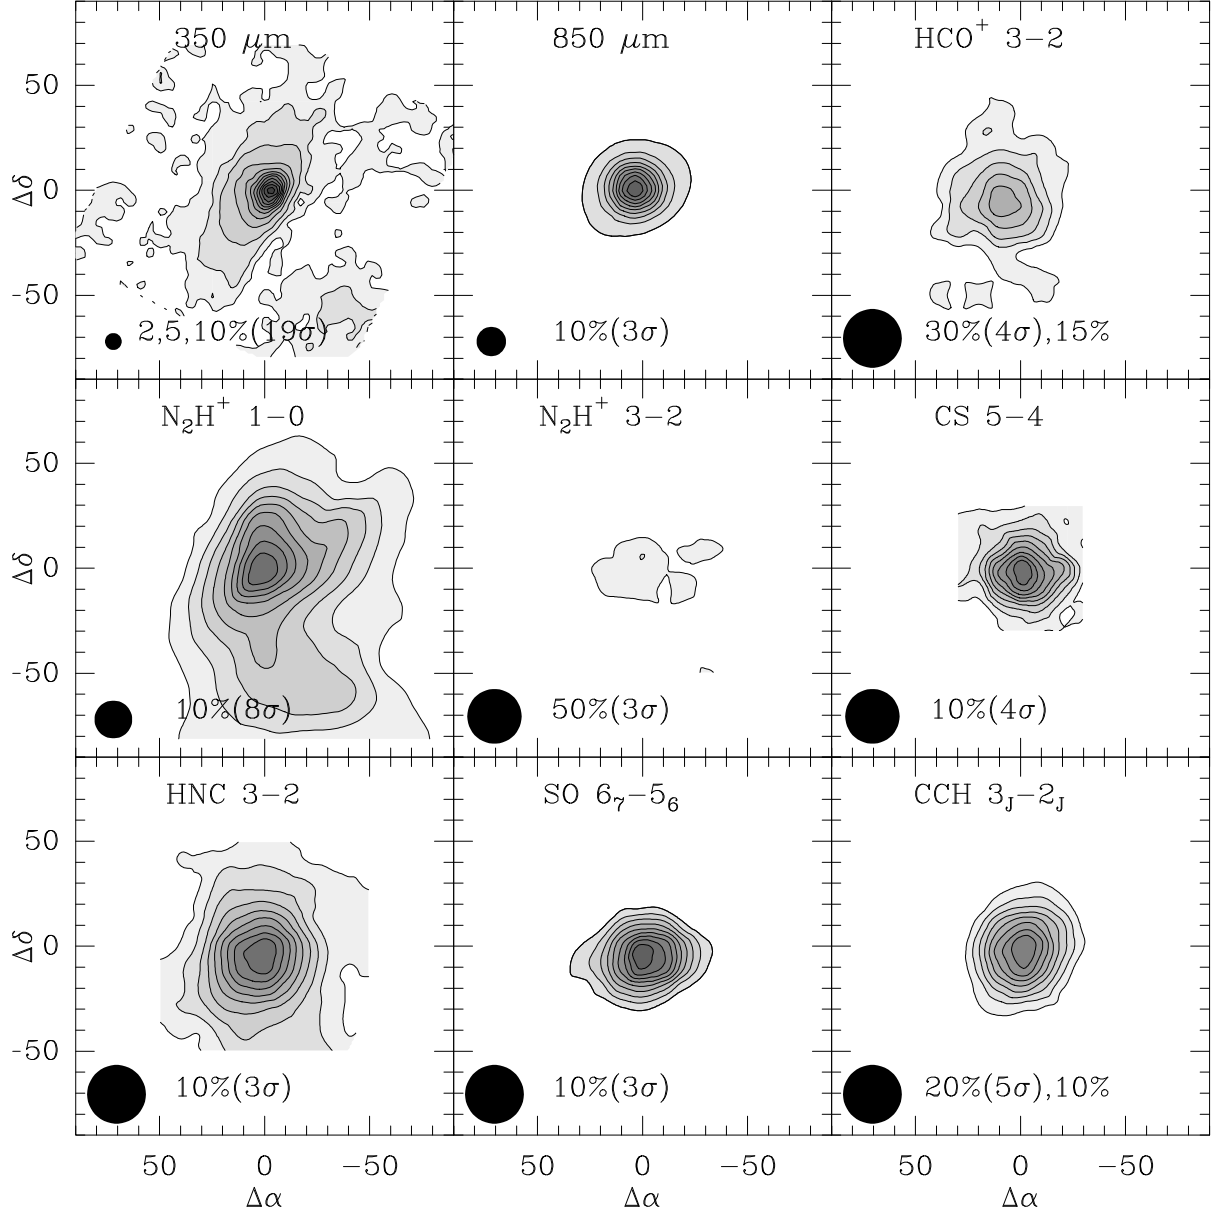 350 μm
850 μm
HCO+ 3−2
50
Δδ 0
-50
2,5,10%(19σ)
10%(3σ)
30%(4σ),15%
N2H+ 1−0
N2H+ 3−2
CS 5−4
50
Δδ 0
-50
10%(8σ)
50%(3σ)
10%(4σ)
HNC 3−2
SO 67−56
CCH 3J−2J
50
Δδ 0
-50
10%(3σ)
10%(3σ)
20%(5σ),10%
50 0 −50 50 0 −50 50 0 −50
Δα Δα Δα